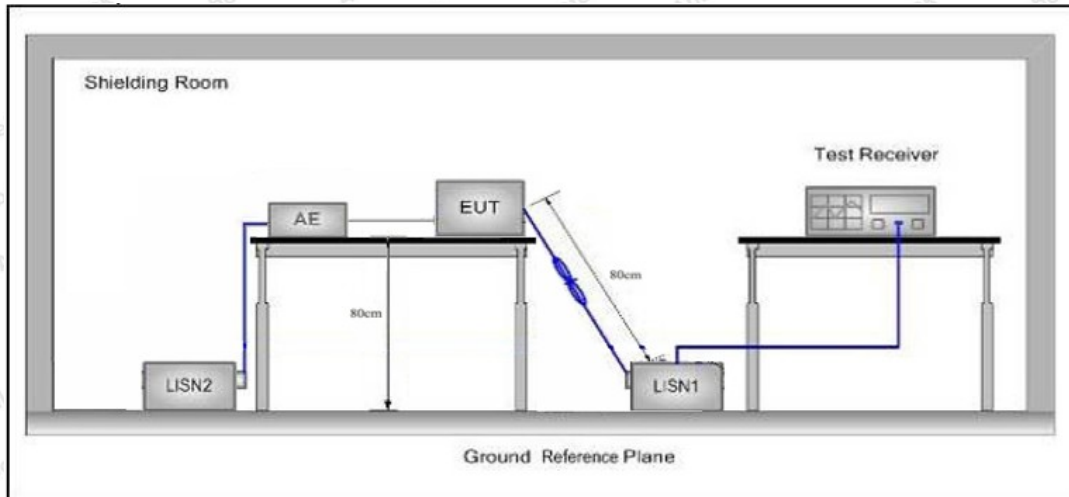 Shielding Room
Test Receiver
AE
EUT
80cm
80cm
LISN2
LISN1
Ground Reference Plane